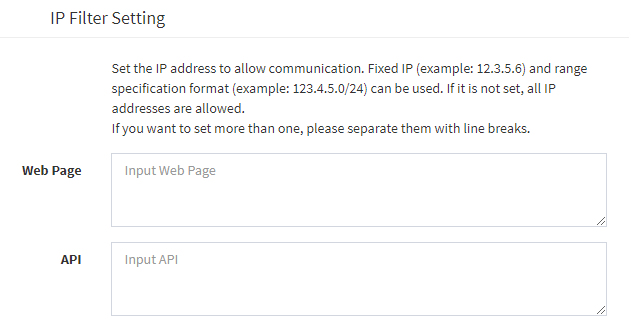 IP Filter Setting
Set the IP address to allow communication. Fixed IP (example: 12.3.5.6) and range
specification format (example: 123.4.5.0/24) can be used. If it is not set, all IP
addresses are allowed.
If you want to set more than one, please separate them with line breaks.
Web Page
Input Web Page
API
Input API